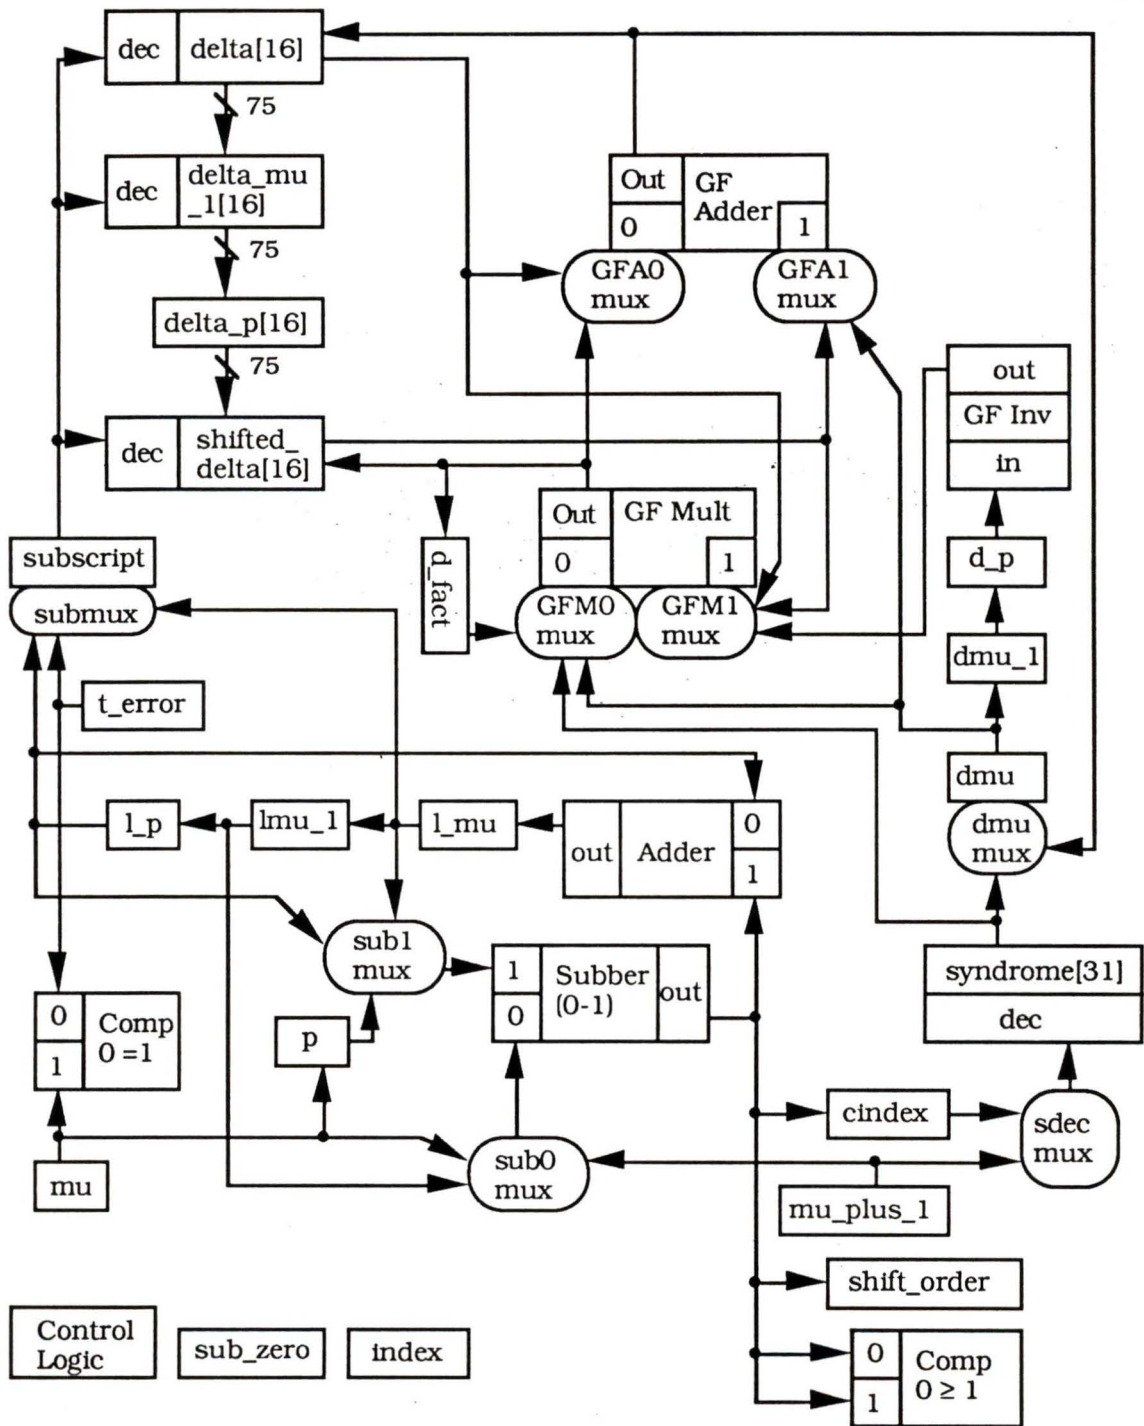 dec
delta[16]
75
dec
delta_mu
_1[16]
75
delta_p[16]
75
dec
shifted_
delta[16]
Out
GF
Adder
0
1
GFA0
mux
GFA1
mux
out
GF Inv
in
Out
GF Mult
0
1
GFM0
mux
GFM1
mux
d_fact
d_p
dmu_1
dmu
dmu
mux
subscript
submux
t_error
l_p
lmu_1
l_mu
out
Adder
0
1
sub1
mux
1
0
Subber
(0-1)
out
syndrome[31]
dec
0
1
Comp
0 =1
p
mu
sub0
mux
cindex
sdec
mux
mu_plus_1
shift_order
0
1
Comp
0 ≥ 1
Control
Logic
sub_zero
index